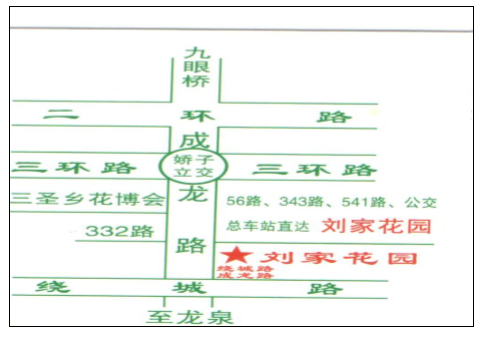 九眼桥
二环路
成龙路
三环路
娇子
立交
三环路
三圣乡花博会
56路、343路、541路、公交
总车站直达 刘家花园
332路
★刘家花园
绕城路
成龙路
绕城路
至龙泉